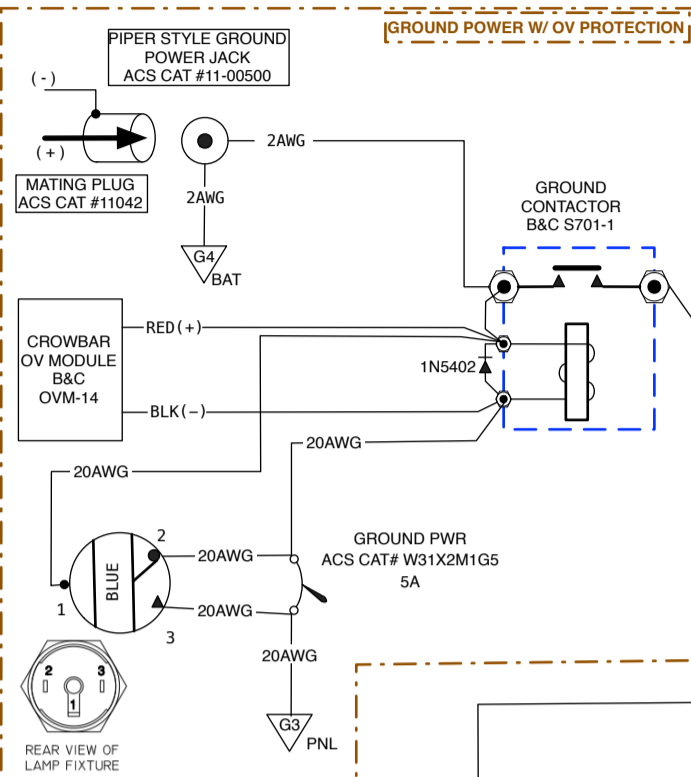 GROUND POWER W/ OV PROTECTION
PIPER STYLE GROUND
POWER JACK
ACS CAT #11-00500
(-)
(+)
MATING PLUG
ACS CAT #11042
2AWG
2AWG
G4
BAT
GROUND
CONTACTOR
B&C S701-1
CROWBAR
OV MODULE
B&C
OVM-14
RED(+)
BLK(-)
1N5402
20AWG
20AWG
BLUE
1
2
3
20AWG
20AWG
GROUND PWR
ACS CAT# W31X2M1G5
5A
20AWG
G3
PNL
2
3
1
REAR VIEW OF
LAMP FIXTURE